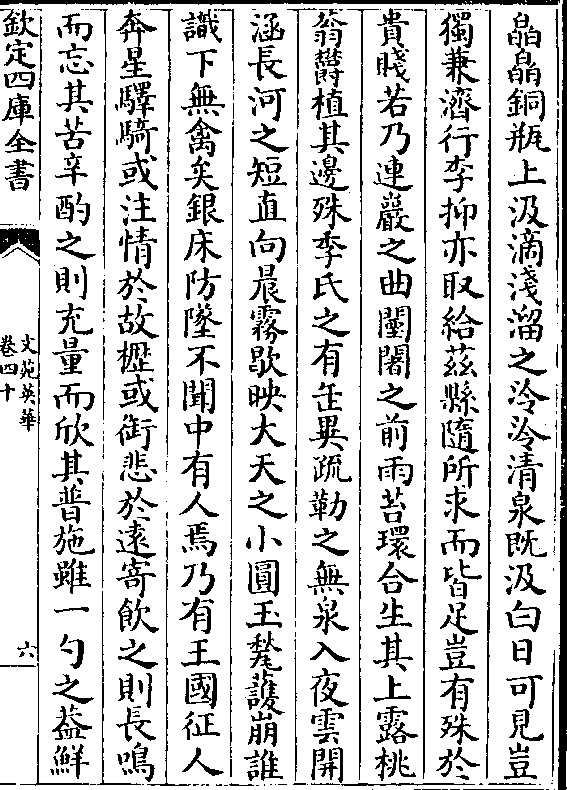 皛皛銅瓶上汲滴淺溜之泠泠清泉既汲白日可見豈
獨兼濟行李抑亦取給茲縣隨所求而皆足豈有殊於
貴賤若乃連巖之曲闉闍之前雨苔環合生其上露桃
翁欝植其邊殊李氏之有缶異疏勒之無泉入夜雲開
涵長河之短直向晨霧歇映大天之小圓玉甃護崩誰
識下無禽矣銀床防墜不聞中有人焉乃有王國征人
奔星驛騎或注情於故櫪或銜悲於逺寄飲之則長鳴
而忘其苦辛酌之則充量而欣其普施雖一勺之益鮮
欽定四庫全書
文苑英華
卷四十
六